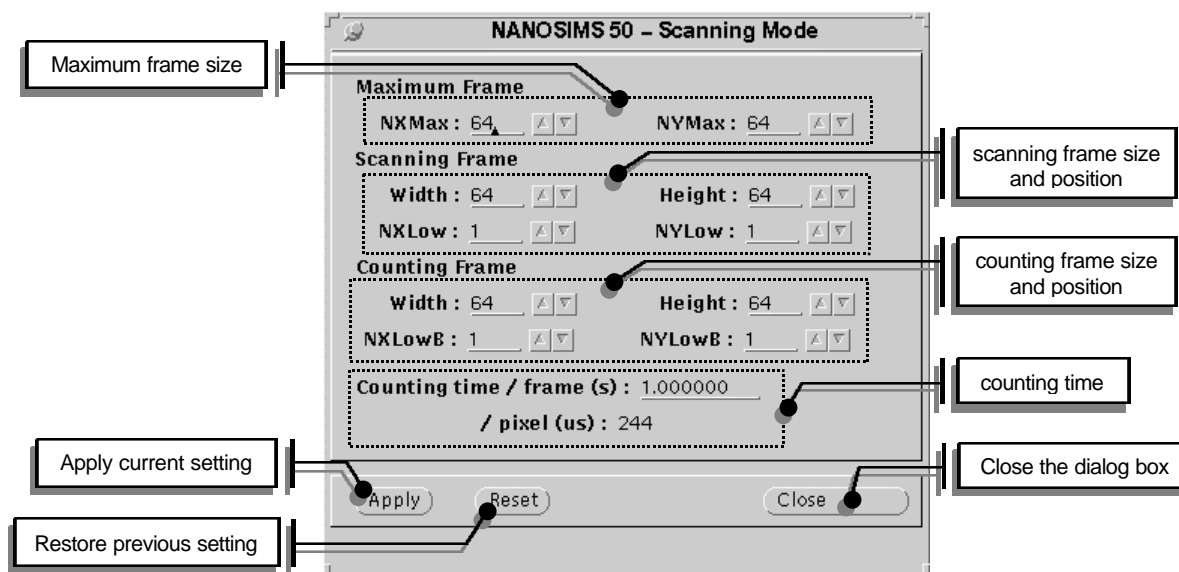 NANOSIMS 50 – Scanning Mode
Maximum frame size
Maximum Frame
NXMax : 64 NYMax : 64
Scanning Frame
scanning frame size
and position
Width : 64 Height : 64
NXLow : 1 NYLow : 1
Counting Frame
counting frame size
and position
Width : 64 Height : 64
NXLowB : 1 NYLowB : 1
Counting time / frame (s) : 1.000000
counting time
/ pixel (us) : 244
Apply current setting
Close the dialog box
Apply Reset Close
Restore previous setting